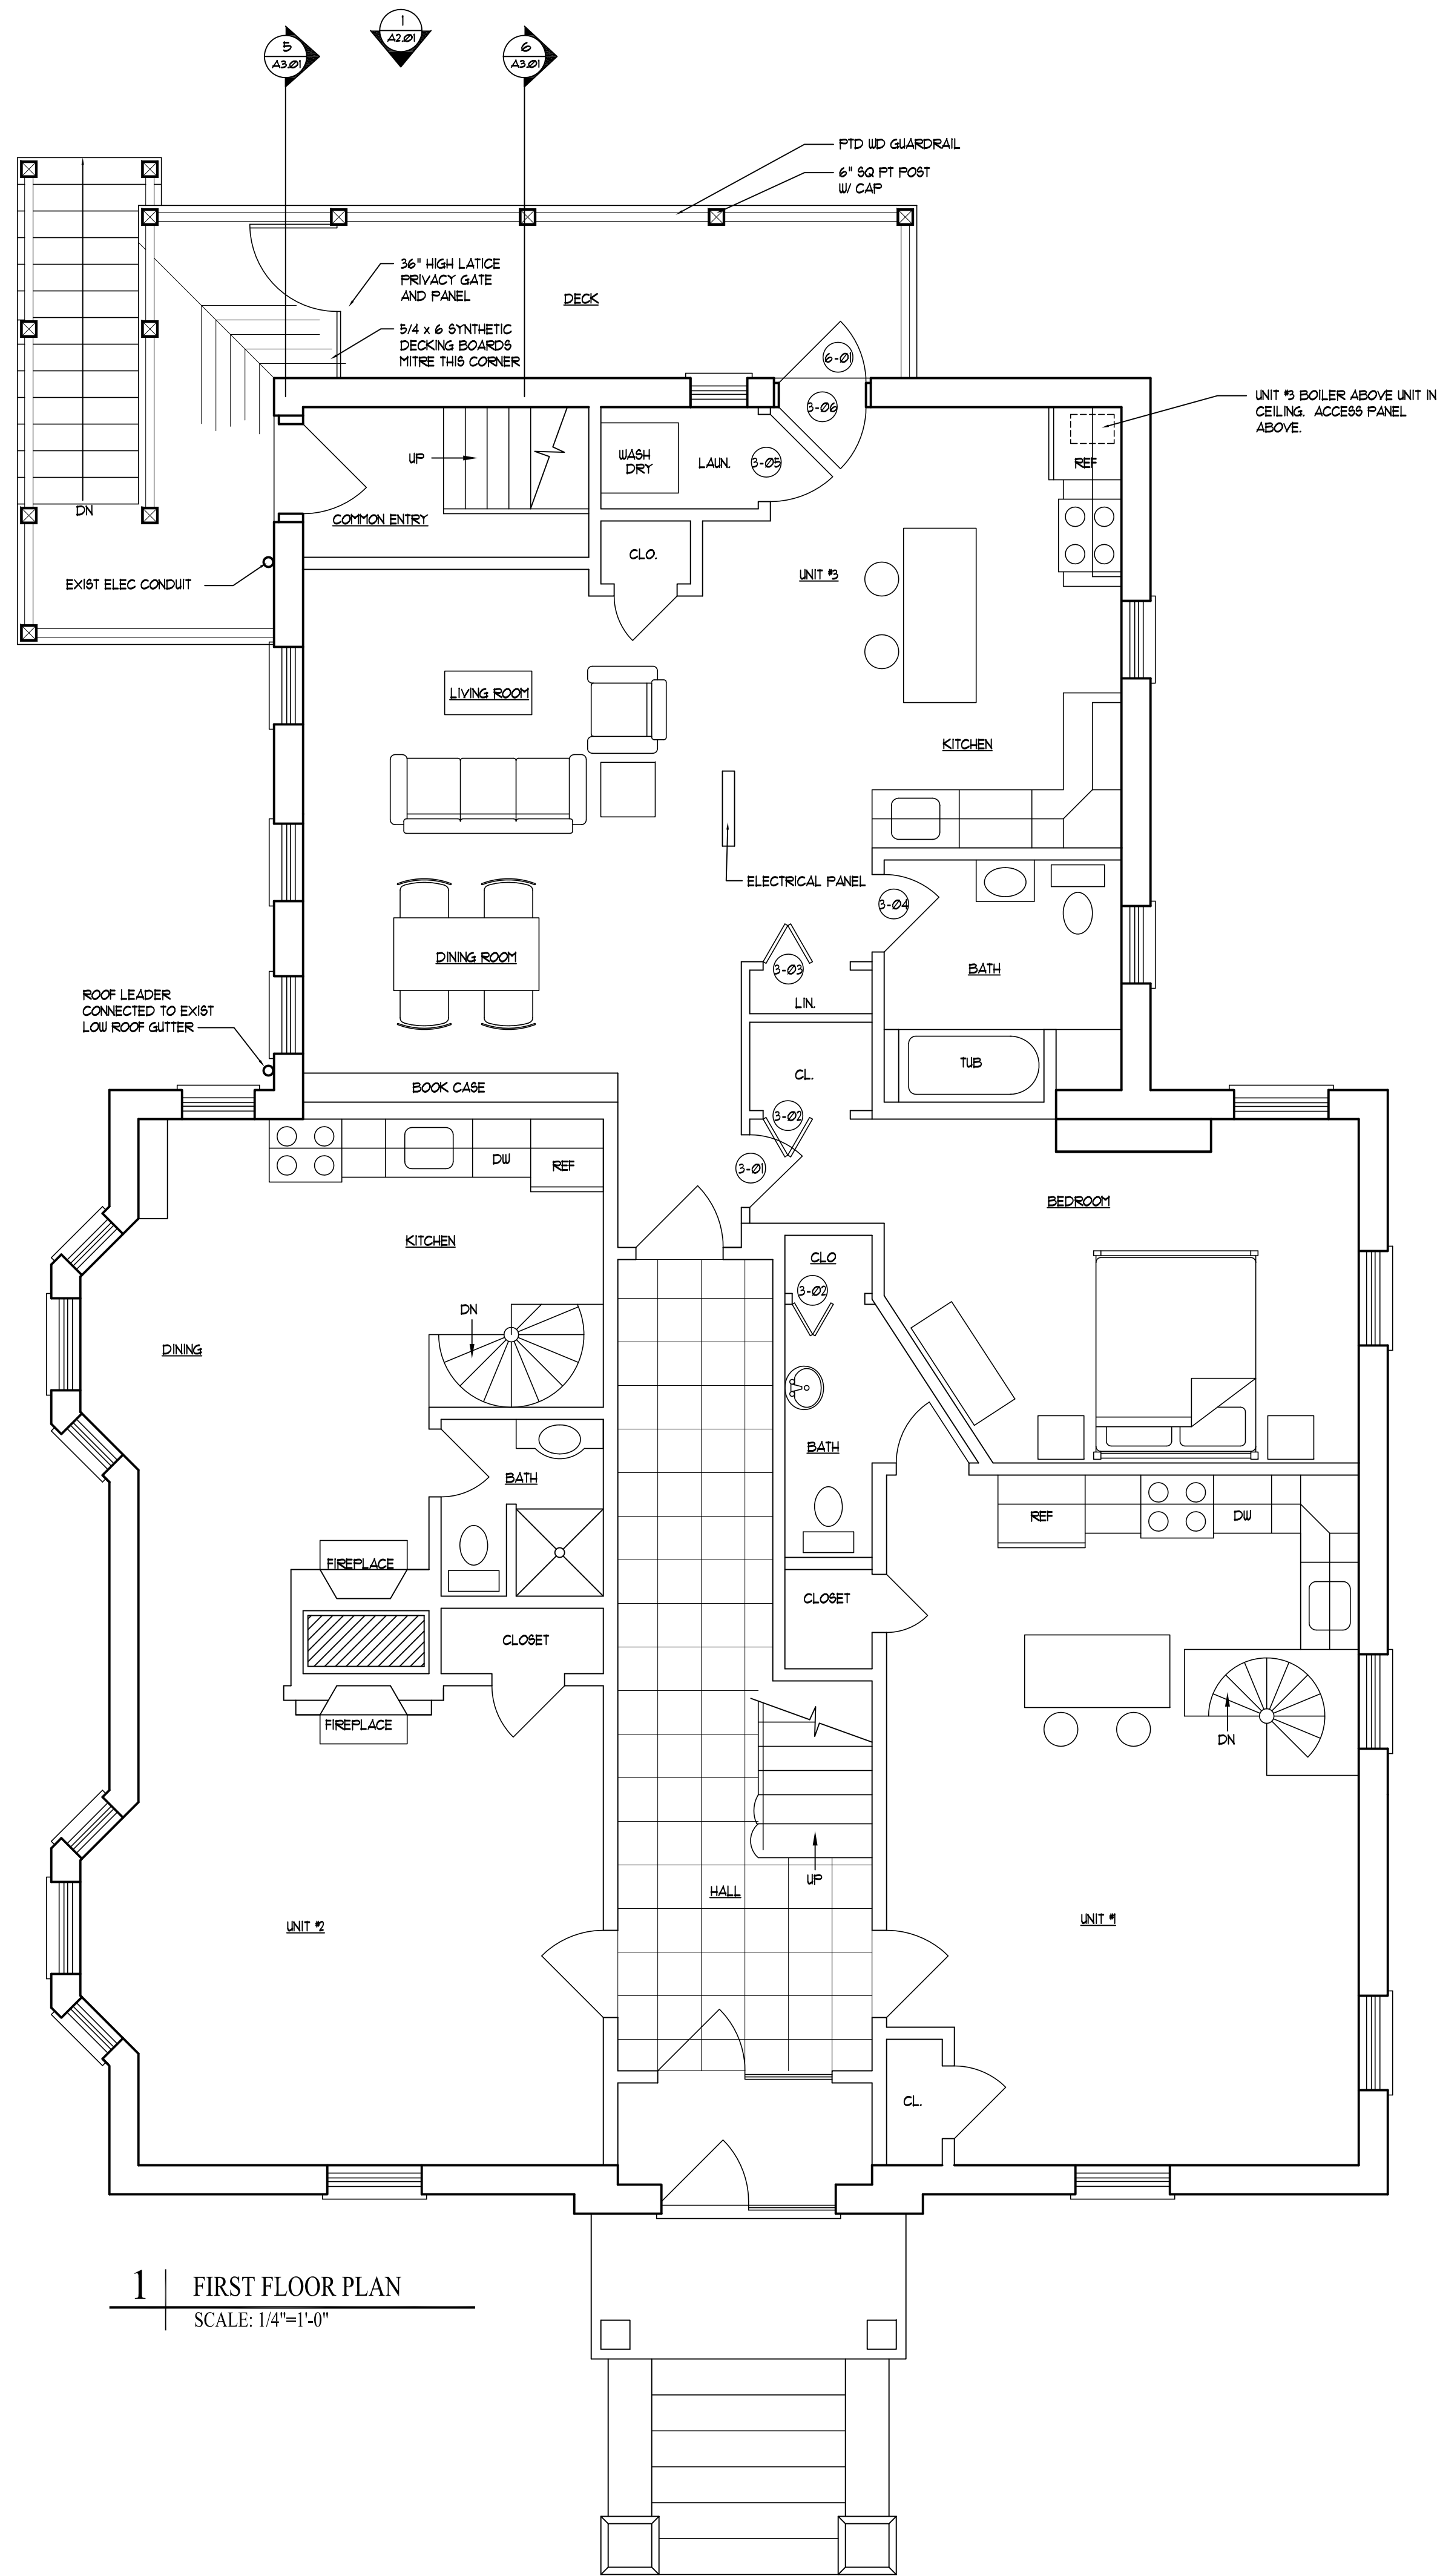 1
A2.01
5
A3.01
6
A3.01
PTD WD GUARDRAIL
6" SQ PT POST
W/ CAP
36" HIGH LATICE
PRIVACY GATE
AND PANEL
DECK
5/4 x 6 SYNTHETIC
DECKING BOARDS
MITRE THIS CORNER
6-01
3-06
UNIT #3 BOILER ABOVE UNIT IN
CEILING. ACCESS PANEL
ABOVE.
UP
WASH
DRY
LAUN.
3-05
REF
DN
COMMON ENTRY
CLO.
UNIT #3
EXIST ELEC CONDUIT
LIVING ROOM
KITCHEN
ELECTRICAL PANEL
3-04
DINING ROOM
3-03
BATH
ROOF LEADER
CONNECTED TO EXIST
LOW ROOF GUTTER
LIN.
TUB
CL.
BOOK CASE
3-02
DW
REF
3-01
BEDROOM
KITCHEN
CLO
3-02
DN
DINING
BATH
BATH
REF
DW
FIREPLACE
CLOSET
CLOSET
FIREPLACE
DN
UP
HALL
UNIT #2
UNIT #1
CL.
1
FIRST FLOOR PLAN
SCALE: 1/4"=1'-0"